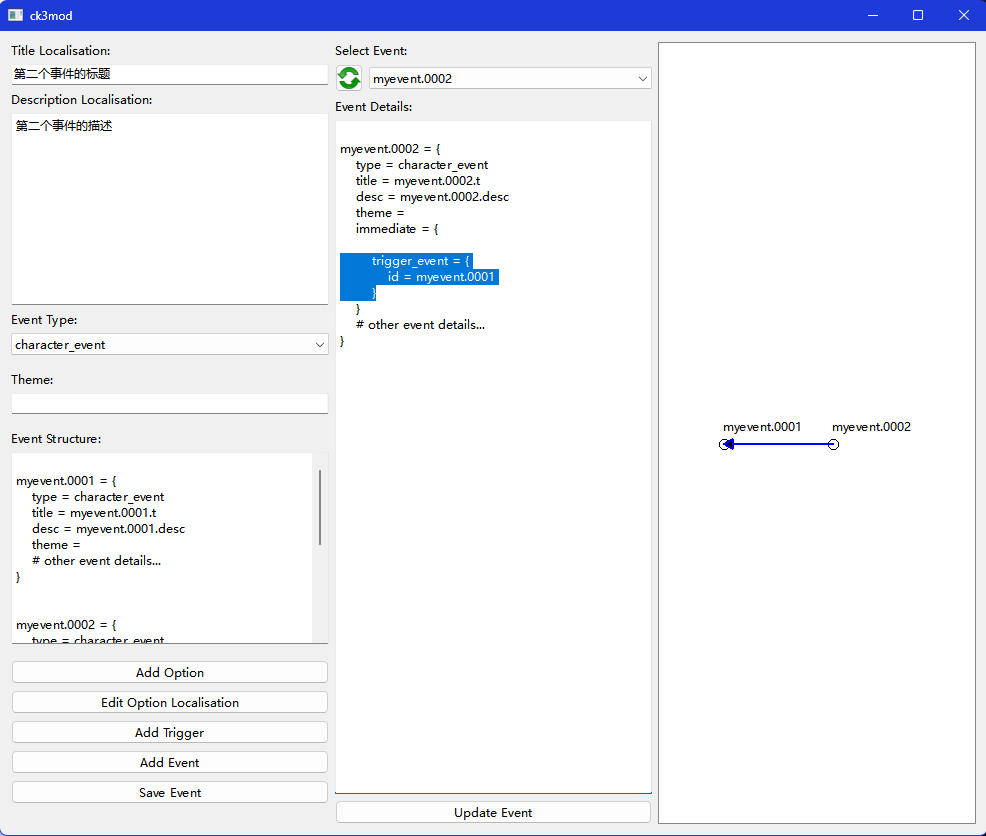 ck3mod
Title Localisation:
第二个事件的标题
Description Localisation:
第二个事件的描述
Event Type:
character_event
Theme:
Event Structure:
myevent.0001 = {
type = character_event
title = myevent.0001.t
desc = myevent.0001.desc
theme =
# other event details...
}
myevent.0002 = {
type = character_event
Add Option
Edit Option Localisation
Add Trigger
Add Event
Save Event
Select Event:
myevent.0002
Event Details:
myevent.0002 = {
type = character_event
title = myevent.0002.t
desc = myevent.0002.desc
theme =
immediate = {
trigger_event = {
id = myevent.0001
}
}
# other event details...
}
Update Event
myevent.0001
myevent.0002